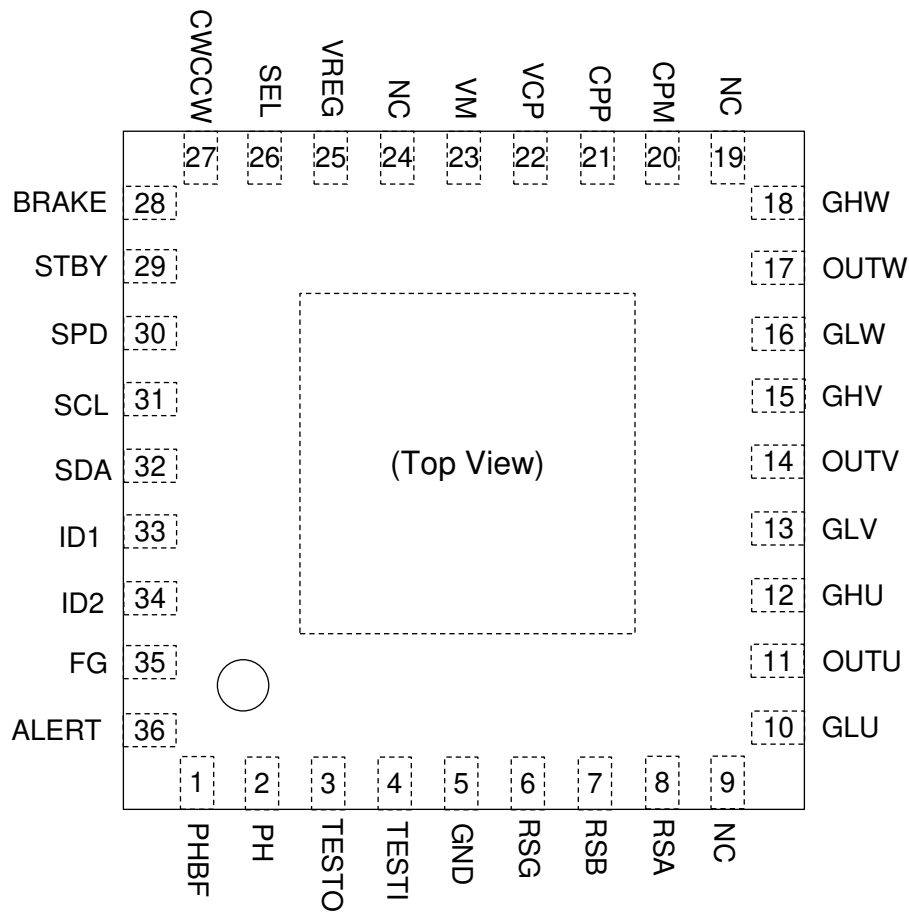 CWCCW SEL VREG NC VM VCP CPP CPM NC
27 26 25 24 23 22 21 20 19
BRAKE 28 18 GHW
STBY 29 17 OUTW
SPD 30 16 GLW
SCL 31 15 GHV
SDA 32 (Top View) 14 OUTV
ID1 33 13 GLV
ID2 34 12 GHU
FG 35 11 OUTU
ALERT 36 10 GLU
1 2 3 4 5 6 7 8 9
PHBF PH TESTO TESTI GND RSG RSB RSA NC